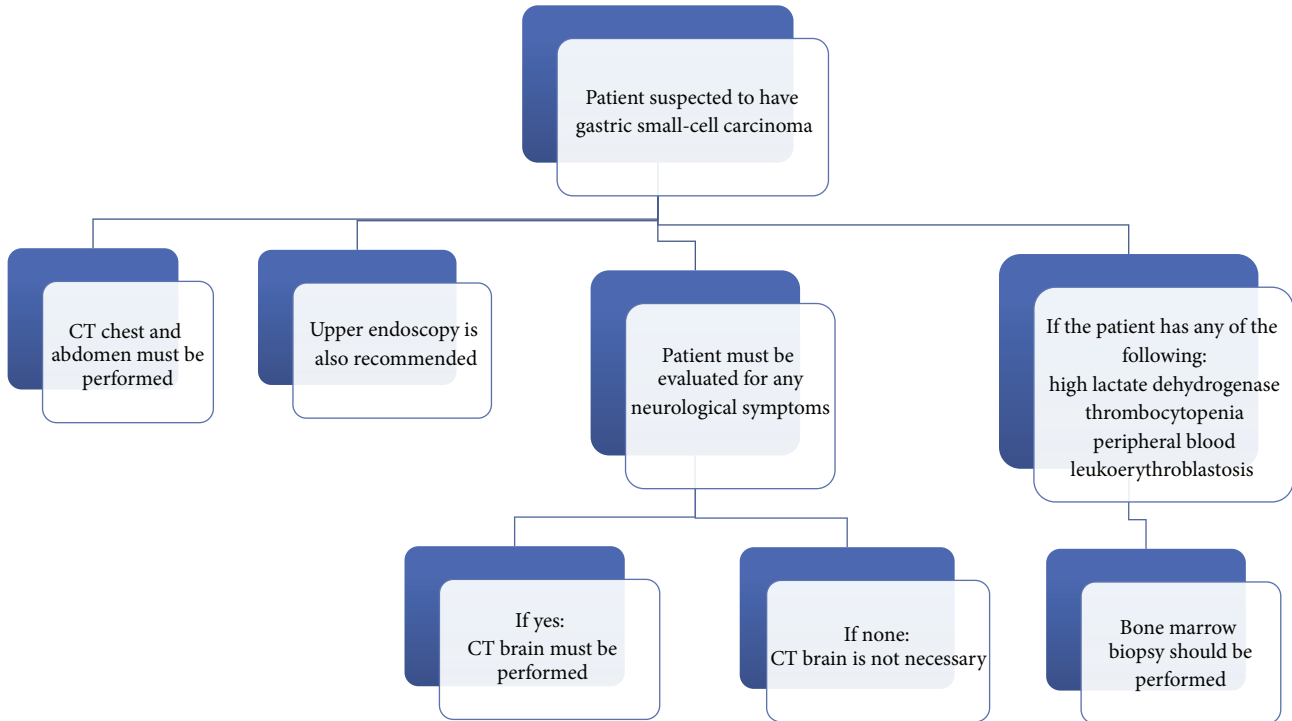 Patient suspected to have
gastric small-cell carcinoma
CT chest and
abdomen must be
performed
Upper endoscopy is
also recommended
Patient must be
evaluated for any
neurological symptoms
If the patient has any of the
following:
high lactate dehydrogenase
thrombocytopenia
peripheral blood
leukoerythroblastosis
If yes:
CT brain must be
performed
If none:
CT brain is not necessary
Bone marrow
biopsy should be
performed